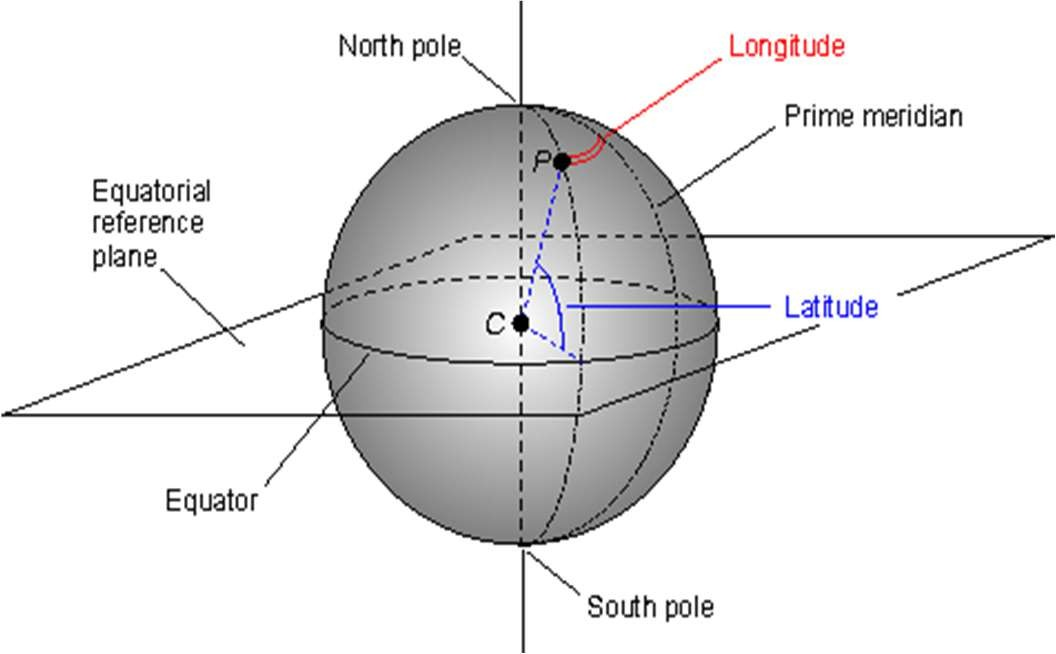 North pole
Longitude
Prime meridian
Equatorial
reference
plane
P
C
Latitude
Equator
South pole